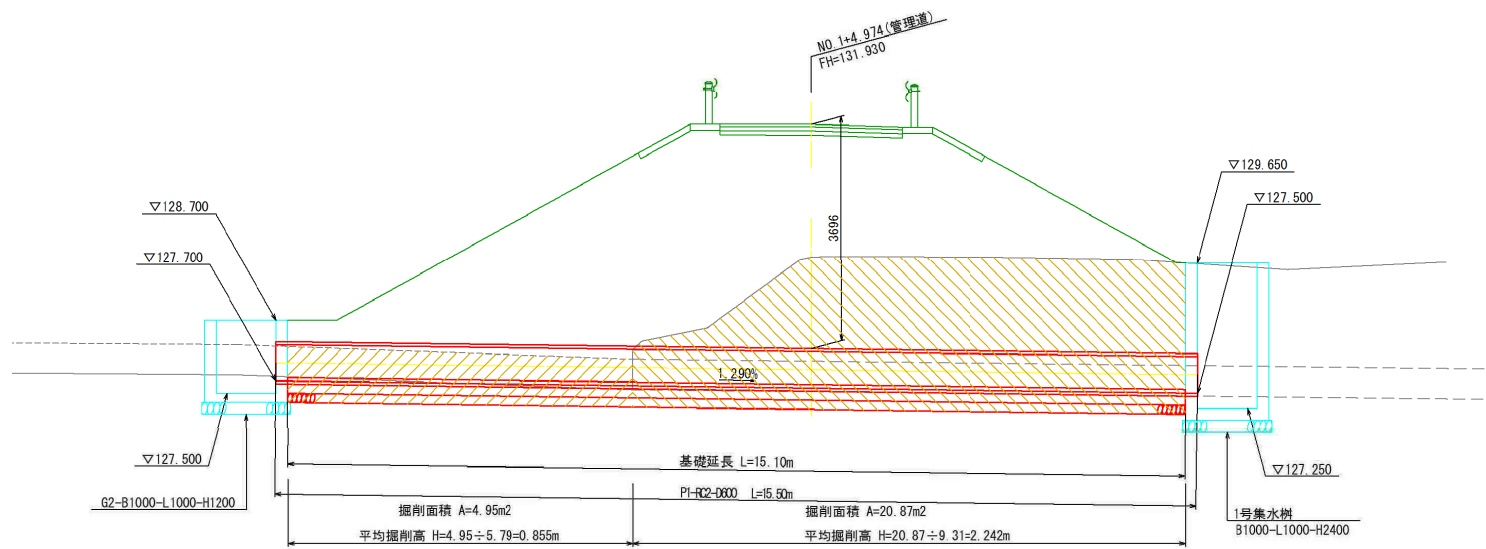 NO.1+4.974(管理道)
FH=131.930
▽129.650
▽127.500
▽128.700
▽127.700
3696
1.290%
基礎延長 L=15.10m
▽127.500
▽127.250
P1-RC2-D600 L=15.50m
G2-B1000-L1000-H1200
掘削面積 A=4.95m2
掘削面積 A=20.87m2
1号集水桝
B1000-L1000-H2400
平均掘削高 H=4.95÷5.79=0.855m
平均掘削高 H=20.87÷9.31=2.242m